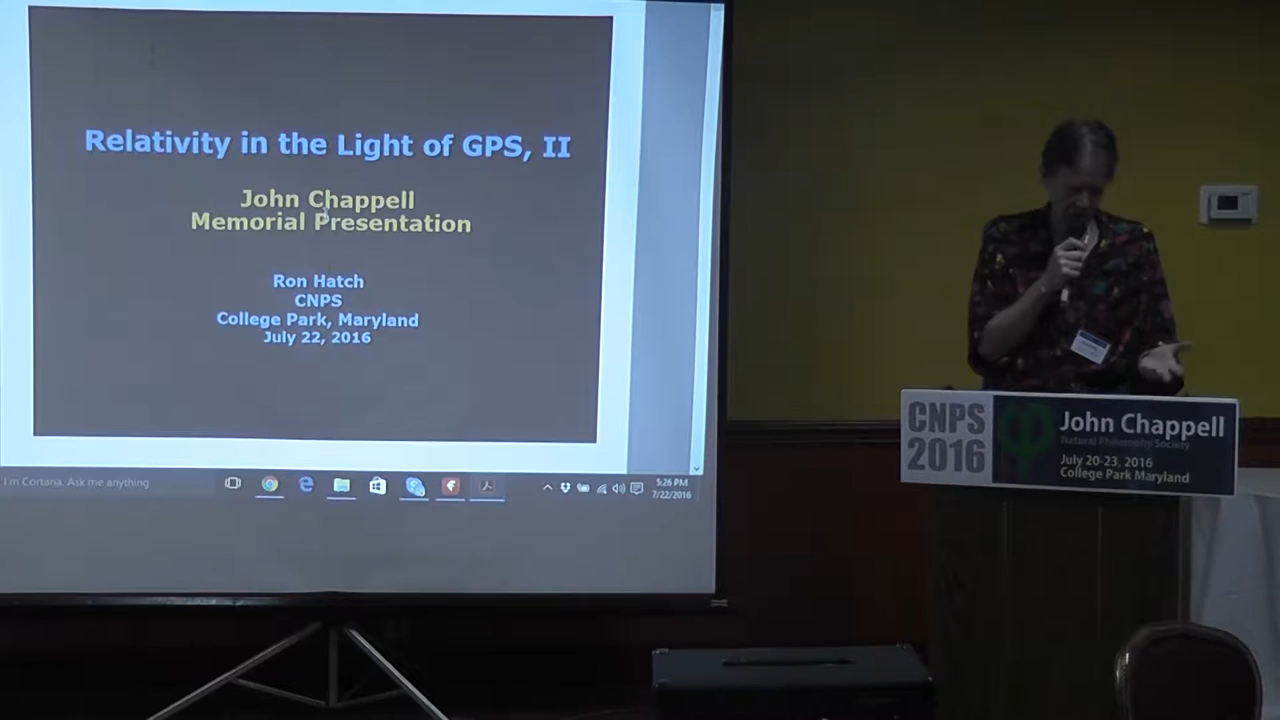 Relativity in the Light of GPS, II
John Chappell
Memorial Presentation
Ron Hatch
CNPS
College Park, Maryland
July 22, 2016
I'm Cortana. Ask me anything
5:26 PM
7/22/2016
CNPS
2016
John Chappell
Natural Philosophy Society
July 20-23, 2016
College Park Maryland